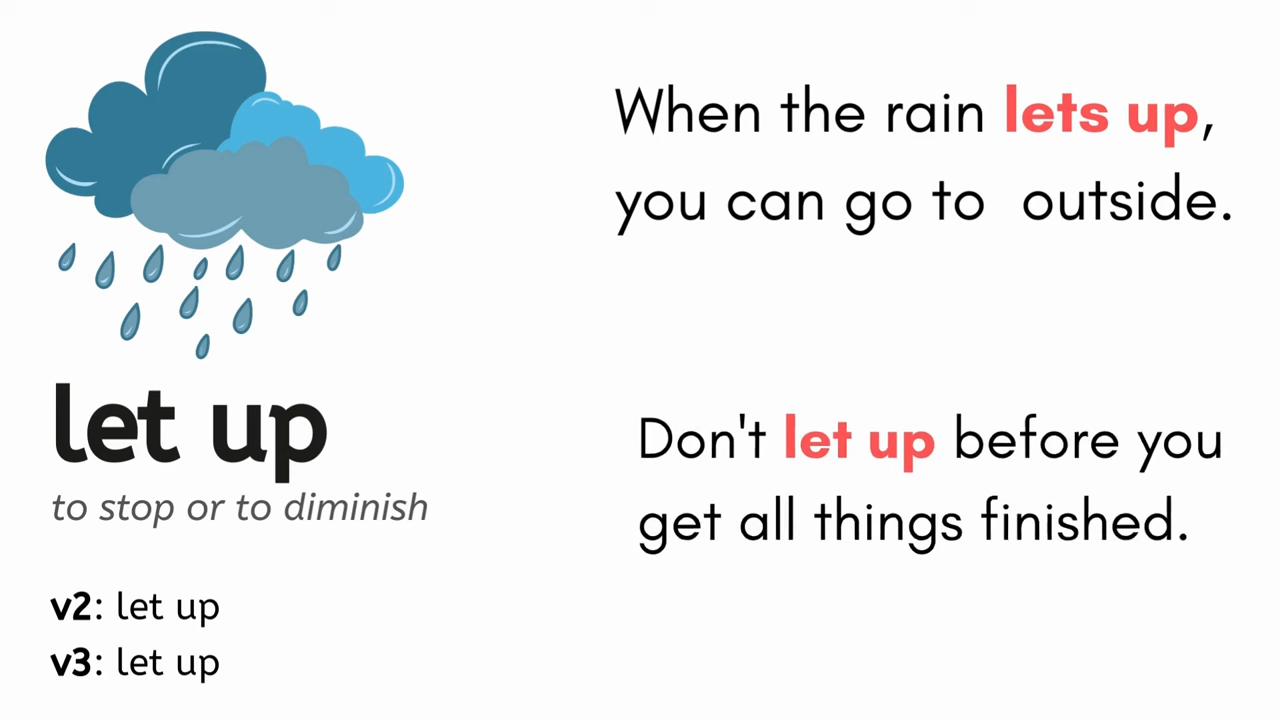 let up
to stop or to diminish
v2: let up
v3: let up
When the rain lets up,
you can go to  outside.
Don't let up before you
get all things finished.